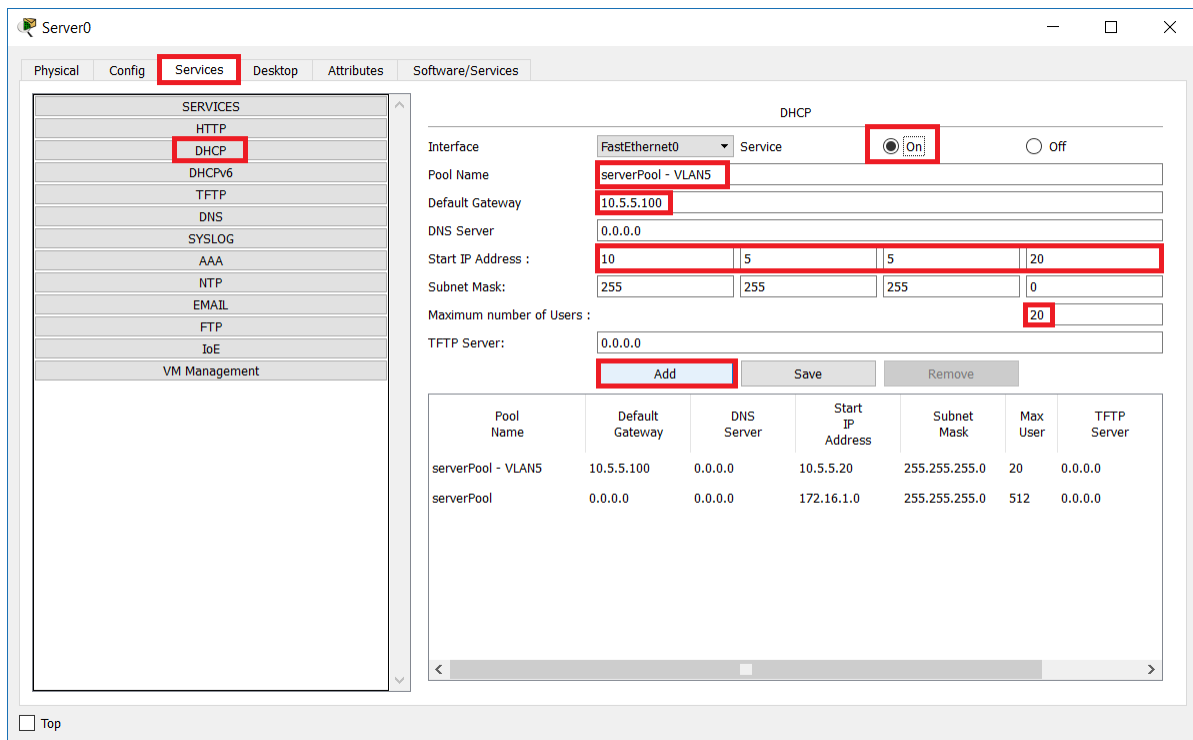 Server0
Physical Config Services Desktop Attributes Software/Services
SERVICES
HTTP
DHCP
DHCPv6
TFTP
DNS
SYSLOG
AAA
NTP
EMAIL
FTP
IoE
VM Management
DHCP
Interface FastEthernet0 Service On Off
Pool Name serverPool - VLAN5
Default Gateway 10.5.5.100
DNS Server 0.0.0.0
Start IP Address : 10 5 5 20
Subnet Mask: 255 255 255 0
Maximum number of Users : 20
TFTP Server: 0.0.0.0
Add Save Remove
Pool Name Default Gateway DNS Server Start IP Address Subnet Mask Max User TFTP Server
serverPool - VLAN5 10.5.5.100 0.0.0.0 10.5.5.20 255.255.255.0 20 0.0.0.0
serverPool 0.0.0.0 0.0.0.0 172.16.1.0 255.255.255.0 512 0.0.0.0
Top